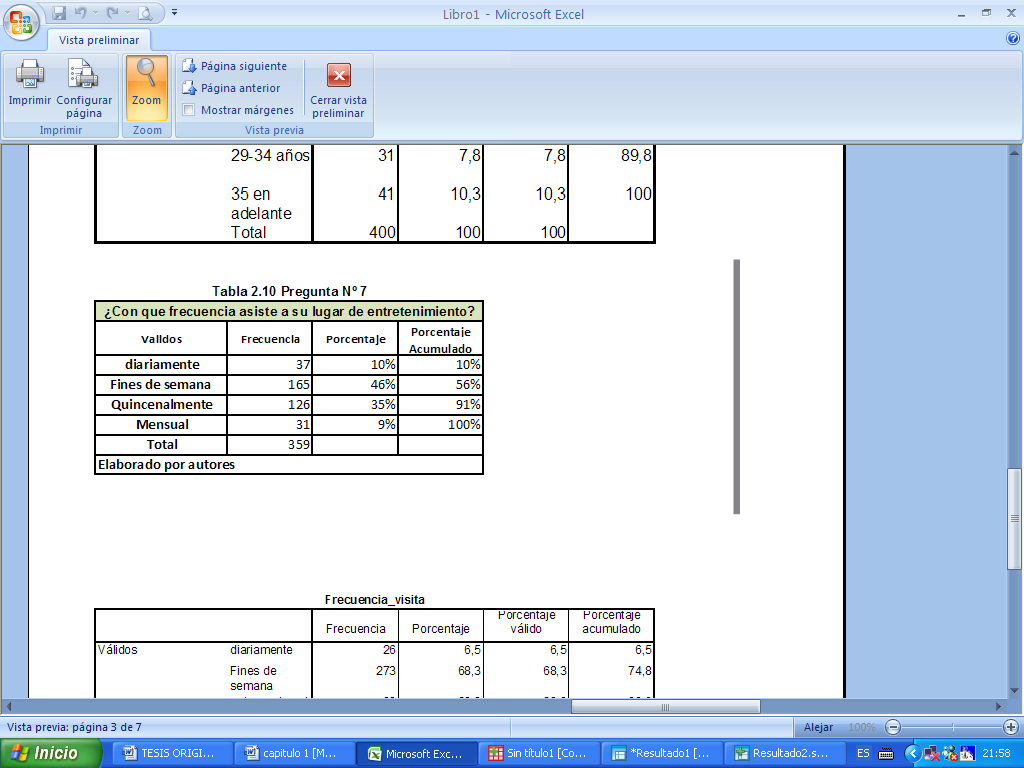 Libro1 - Microsoft Excel
Vista preliminar
Imprimir
Configurar página
Zoom
Página siguiente
Página anterior
Mostrar márgenes
Cerrar vista preliminar
Imprimir
Zoom
Vista previa
29-34 años 31 7,8 7,8 89,8
35 en adelante 41 10,3 10,3 100
Total 400 100 100
Tabla 2.10 Pregunta Nº 7
¿Con que frecuencia asiste a su lugar de entretenimiento?
Validos Frecuencia Porcentaje Porcentaje Acumulado
diariamente 37 10% 10%
Fines de semana 165 46% 56%
Quincenalmente 126 35% 91%
Mensual 31 9% 100%
Total 359
Elaborado por autores
Frecuencia_visita
Frecuencia Porcentaje Porcentaje válido Porcentaje acumulado
Válidos diariamente 26 6,5 6,5 6,5
Fines de semana 273 68,3 68,3 74,8
Vista previa: página 3 de 7
Alejar 100%
Inicio
TESIS ORIGI...
capitulo 1 [M...
Microsoft Exc...
Sin título1 [Co...
*Resultado1 [...
Resultado2.s...
ES
21:58